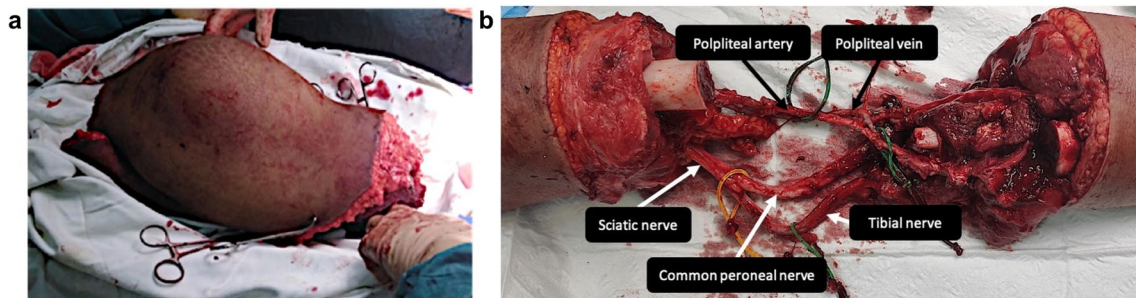 a
b
Polpliteal artery
Polpliteal vein
Sciatic nerve
Tibial nerve
Common peroneal nerve